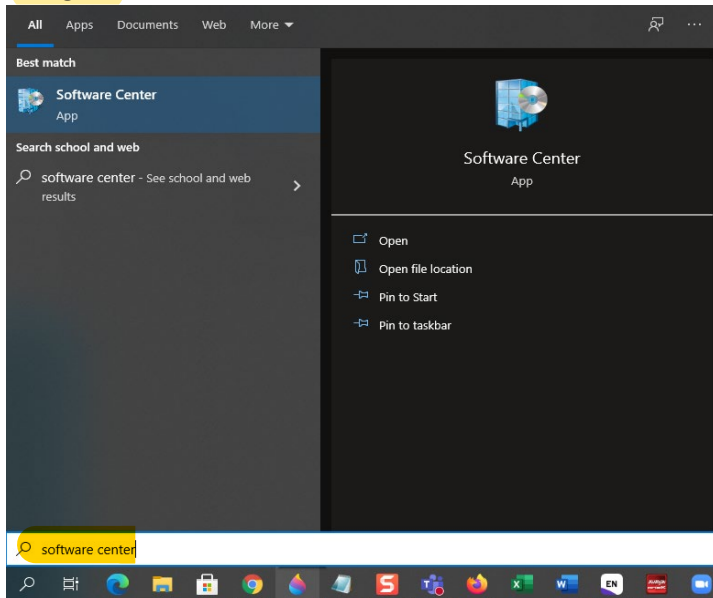 All Apps Documents Web More
Best match
Software Center
App
Search school and web
software center - See school and web
results
Software Center
App
Open
Open file location
Pin to Start
Pin to taskbar
software center
S T X W EN